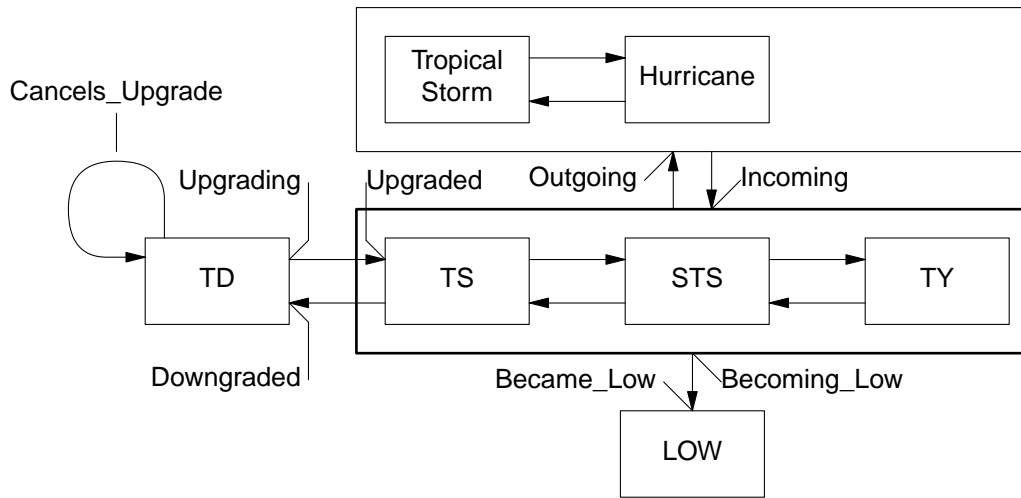 Tropical
Storm
Hurricane
Cancels_Upgrade
Upgrading
Upgraded
Outgoing
Incoming
TD
TS
STS
TY
Downgraded
Became_Low
Becoming_Low
LOW